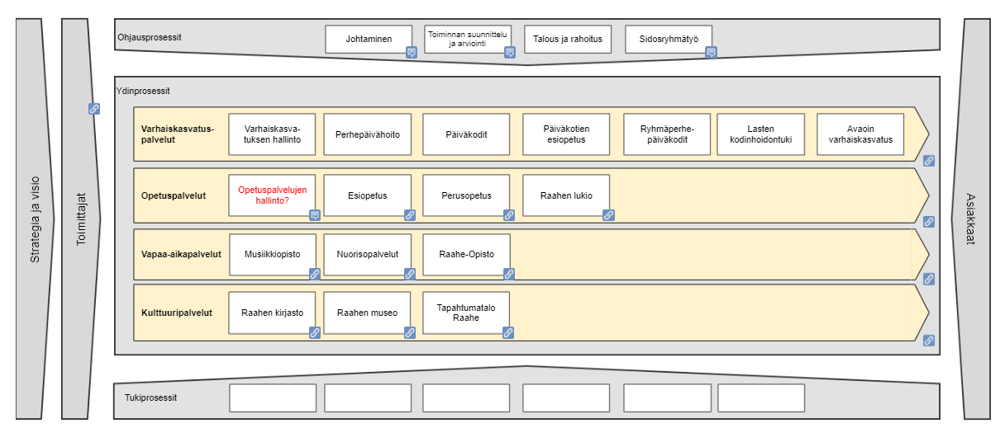 Strategia ja visio
Toimittajat
Ohjausprosessit
Johtaminen
Toiminnan suunnittelu
ja arviointi
Talous ja rahoitus
Sidosryhmätyö
Ydinprosessit
Varhaiskasvatus-
palvelut
Varhaiskasva-
tuksen hallinto
Perhepäivähoito
Päiväkodit
Päiväkotien
esiopetus
Ryhmäperhe-
päiväkodit
Lasten
kodinhoidontuki
Avaoin
varhaiskasvatus
Opetuspalvelut
Opetuspalvelujen
hallinto?
Esiopetus
Perusopetus
Raahen lukio
Vapaa-aikapalvelut
Musiikkiopisto
Nuorisopalvelut
Raahe-Opisto
Kulttuuripalvelut
Raahen kirjasto
Raahen museo
Tapahtumatalo
Raahe
Tukiprosessit
Asiakkaat